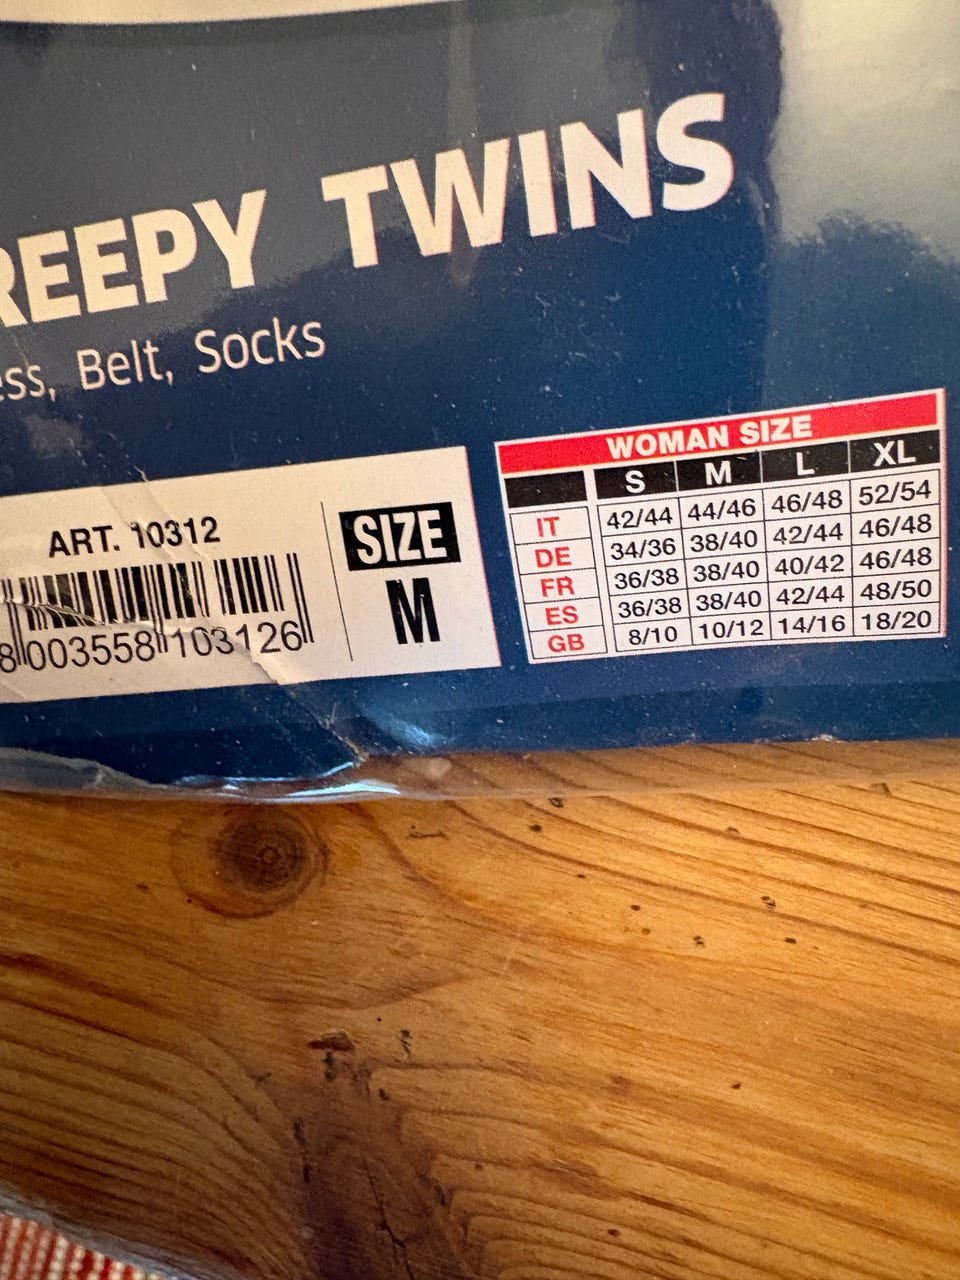 REEPY TWINS
ess, Belt, Socks
ART. 10312
8 003558 103126
SIZE
M
WOMAN SIZE
S M L XL
IT 42/44 44/46 46/48 52/54
DE 34/36 38/40 42/44 46/48
FR 36/38 38/40 40/42 46/48
ES 36/38 38/40 42/44 48/50
GB 8/10 10/12 14/16 18/20